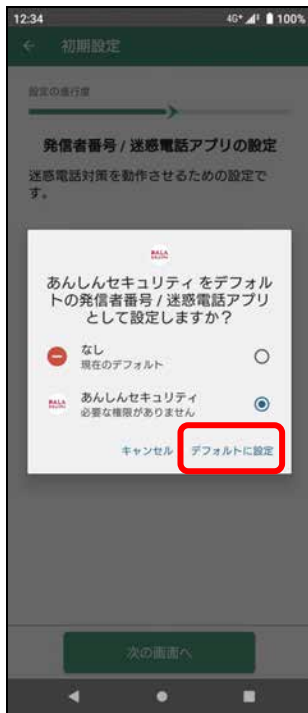 12:34
4G+ 100%
初期設定
設定の進行度
発信者番号 / 迷惑電話アプリの設定
迷惑電話対策を動作させるための設定で
す。
あんしんセキュリティ をデフォル
トの発信者番号 / 迷惑電話アプリ
として設定しますか？
なし
現在のデフォルト
あんしんセキュリティ
必要な権限がありません
キャンセル デフォルトに設定
次の画面へ